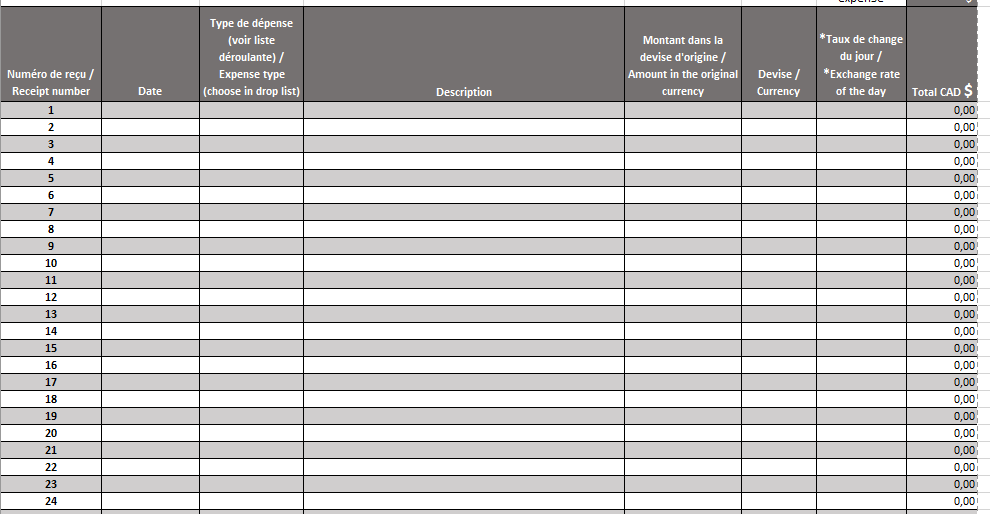 expense $
Type de dépense
(voir liste
déroulante) /
Expense type
(choose in drop list)
Montant dans la
devise d'origine /
Amount in the original
currency
*Taux de change
du jour /
*Exchange rate
of the day
Numéro de reçu /
Receipt number
Date
Description
Devise /
Currency
Total CAD $
1 0,00
2 0,00
3 0,00
4 0,00
5 0,00
6 0,00
7 0,00
8 0,00
9 0,00
10 0,00
11 0,00
12 0,00
13 0,00
14 0,00
15 0,00
16 0,00
17 0,00
18 0,00
19 0,00
20 0,00
21 0,00
22 0,00
23 0,00
24 0,00